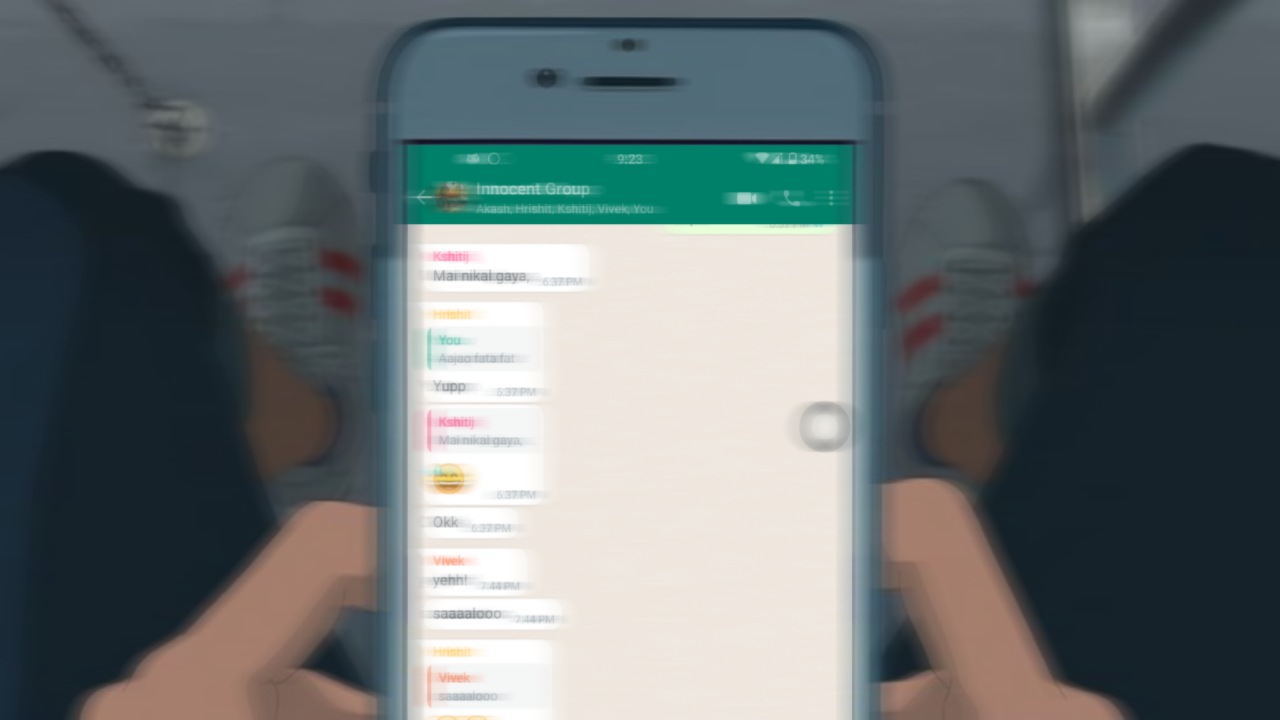 9:23
34%
Innocent Group
Akash, Hrishit, Kshitij, Vivek, You
Kshitij
Mai nikal gaya,
6:37 PM
Hrishit
You
Aajao fata fat
Yupp
6:37 PM
Kshitij
Mai nikal gaya,
6:37 PM
Okk
6:37 PM
Vivek
yehh!
7:44 PM
saaaalooo
7:44 PM
Hrishit
Vivek
saaaalooo